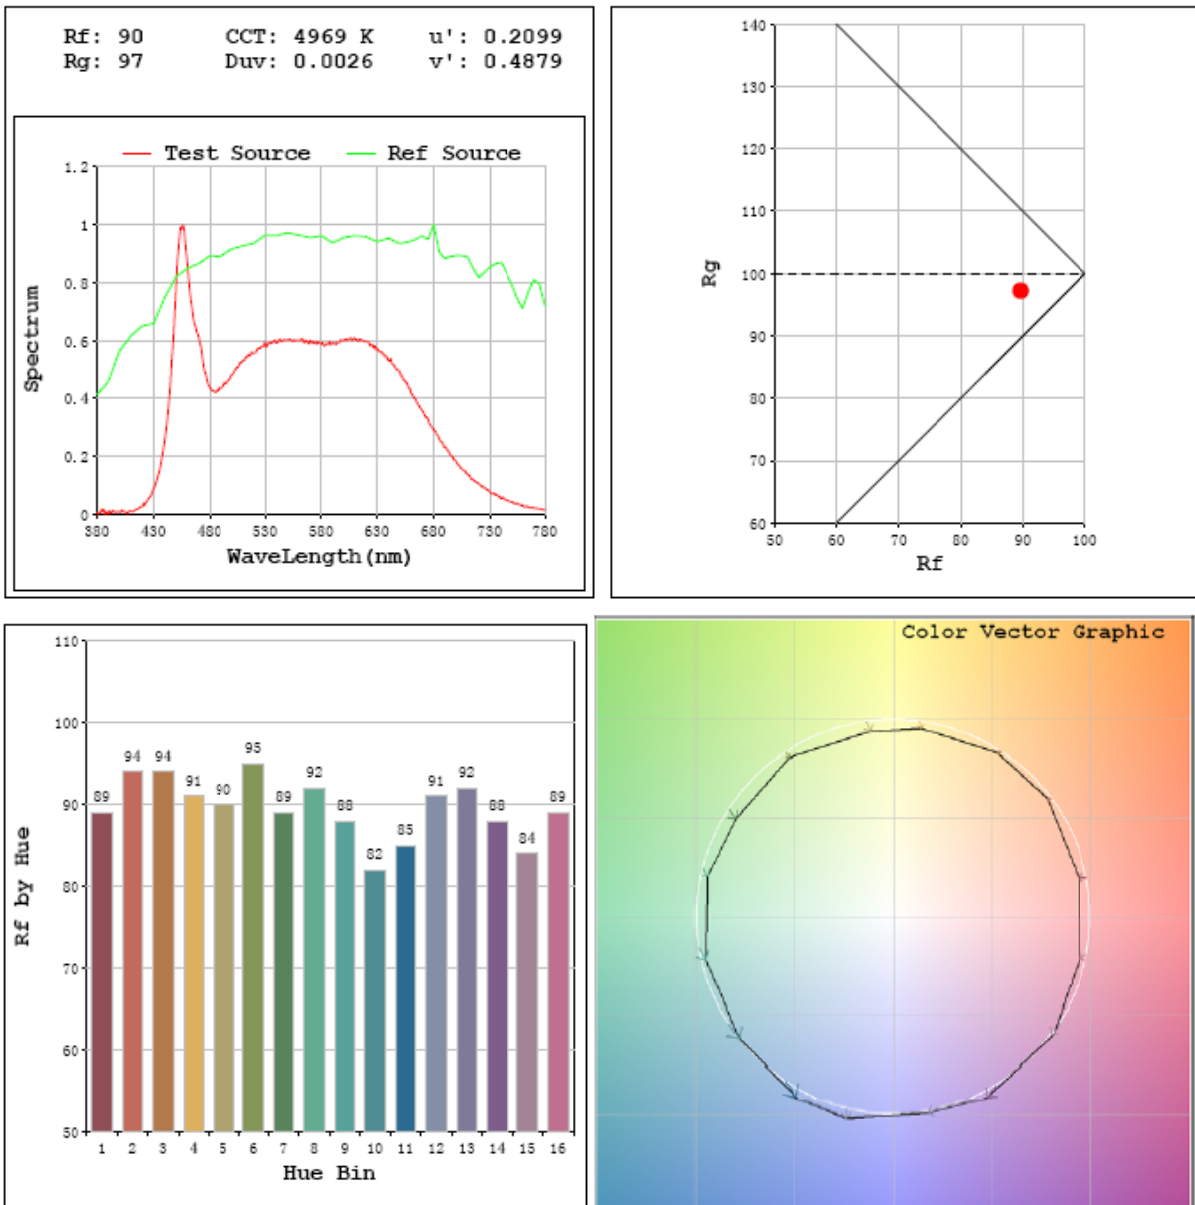 Rf: 90 CCT: 4969 K u': 0.2099
Rg: 97 Duv: 0.0026 v': 0.4879
Test Source Ref Source
1.2
1
0.8
0.6
0.4
0.2
0
Spectrum
380 430 480 530 580 630 680 730 780
WaveLength(nm)
140
130
120
110
100
90
80
70
60
Rg
50 60 70 80 90 100
Rf
110
100
90
80
70
60
50
Rf by Hue
89 94 94 91 90 95 89 92 88 82 85 91 92 88 84 89
1 2 3 4 5 6 7 8 9 10 11 12 13 14 15 16
Hue Bin
Color Vector Graphic